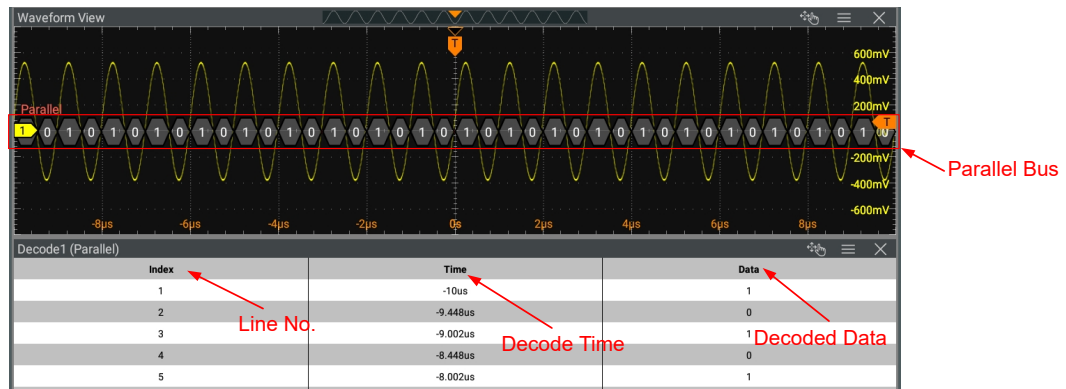 Waveform View
T
600mV
400mV
Parallel
200mV
T
1 0 1 0 1 0 1 0 1 0 1 0 1 0 1 0 1 0 1 0 1 0 1 0 1 0 1 0 1 0 1 0 1 0 1 0 1 0 1 0
Parallel Bus
-200mV
-400mV
-600mV
-8µs -6µs -4µs -2µs 0s 2µs 4µs 6µs 8µs
Decode1 (Parallel)
Index Time Data
1 -10us 1
2 -9.448us 0
Line No.
3 -9.002us 1
Decode Time
Decoded Data
4 -8.448us 0
5 -8.002us 1